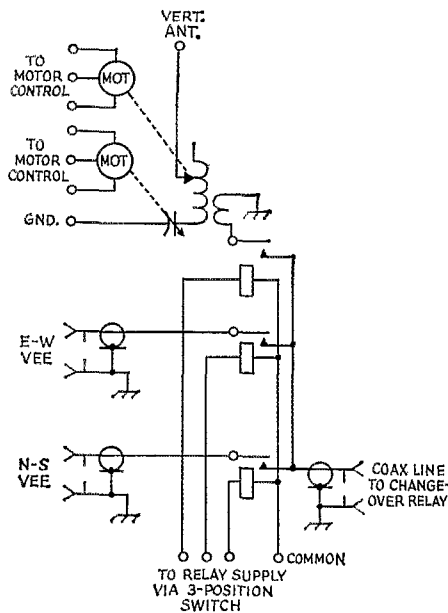 VERT.
ANT.
TO
MOTOR
CONTROL
MOT
TO
MOTOR
CONTROL
MOT
GND.
E-W
VEE
N-S
VEE
COAX LINE
TO CHANGE-
OVER RELAY
COMMON
TO RELAY SUPPLY
VIA 3-POSITION
SWITCH